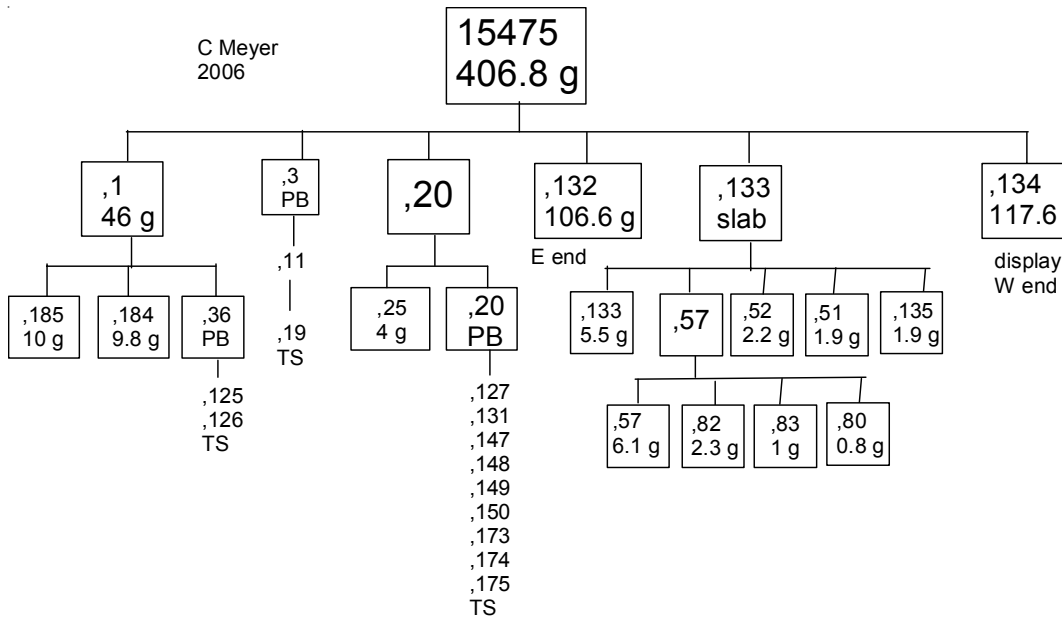 C Meyer
2006
15475
406.8 g
,1
46 g
,3
PB
,20
,132
106.6 g
,133
slab
,134
117.6
E end
display
W end
,11
,19
TS
,185
10 g
,184
9.8 g
,36
PB
,125
,126
TS
,25
4 g
,20
PB
,127
,131
,147
,148
,149
,150
,173
,174
,175
TS
,133
5.5 g
,57
,52
2.2 g
,51
1.9 g
,135
1.9 g
,57
6.1 g
,82
2.3 g
,83
1 g
,80
0.8 g